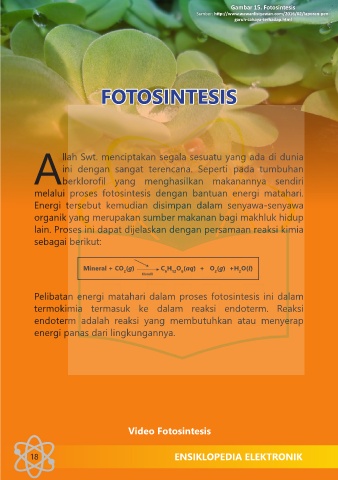 Gambar 15. Fotosintesis
FOTOSINTESIS
Allah Swt. menciptakan segala sesuatu yang ada di dunia
ini dengan sangat terencana. Seperti pada tumbuhan
berklorofil yang menghasilkan makanannya sendiri
melalui proses fotosintesis dengan bantuan energi matahari.
Energi tersebut kemudian disimpan dalam senyawa-senyawa
organik yang merupakan sumber makanan bagi makhluk hidup
lain. Proses ini dapat dijelaskan dengan persamaan reaksi kimia
sebagai berikut:
Mineral + CO₂(g) → C₆H₁₂O₆(aq) + O₂(g) + H₂O(l)
Pelibatan energi matahari dalam proses fotosintesis ini dalam
termokimia termasuk ke dalam reaksi endoterm. Reaksi
endoterm adalah reaksi yang membutuhkan atau menyerap
energi panas dari lingkungannya.
Video Fotosintesis
18 ENSIKLOPEDIA ELEKTRONIK